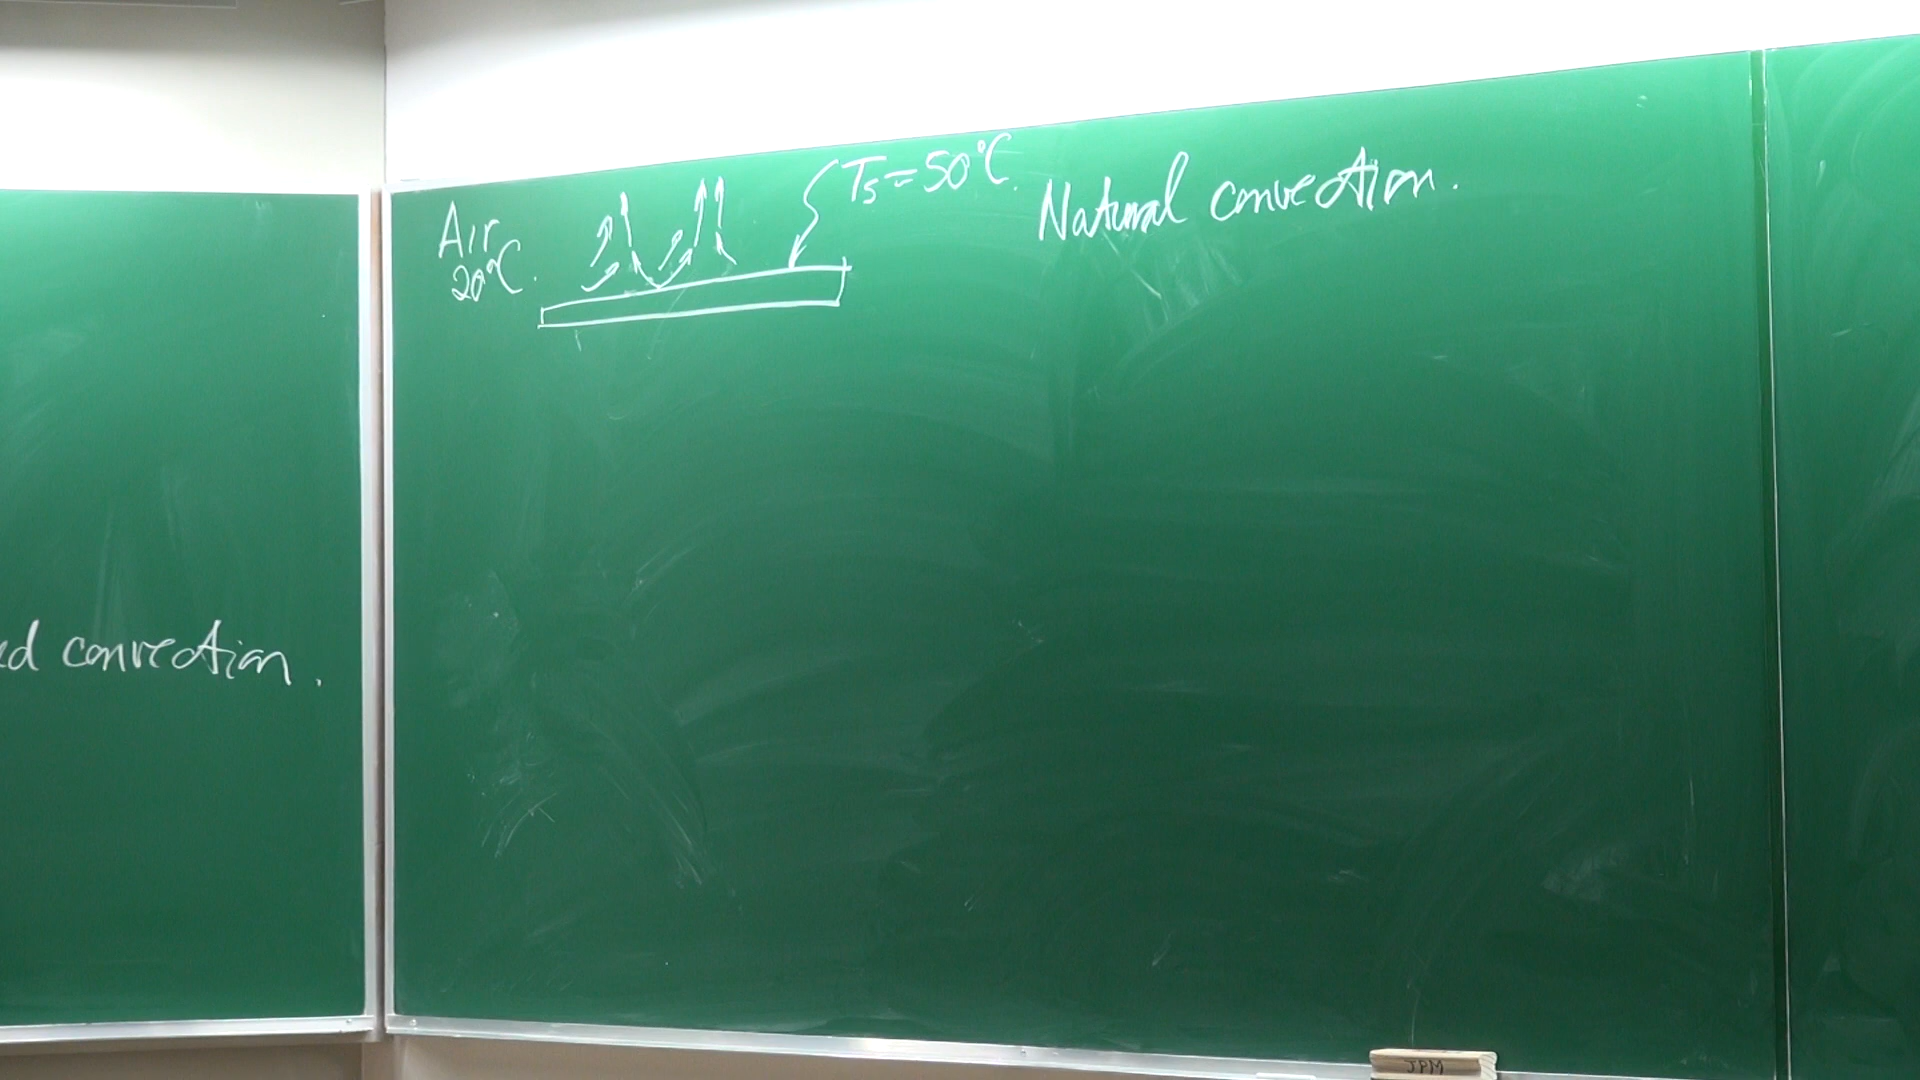 Ts = 50°C.
Natural convection.
Air
20°C.
ed convection.
JPM